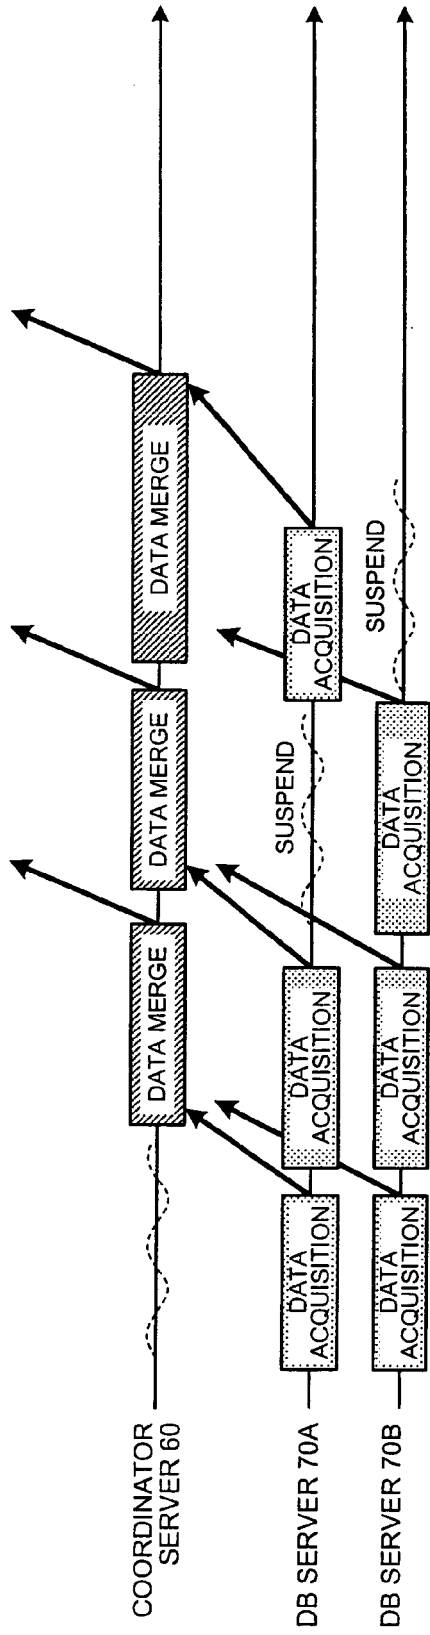 COORDINATOR
SERVER 60
DATA MERGE
DATA MERGE
DATA MERGE
DB SERVER 70A
DATA
ACQUISITION
DATA
ACQUISITION
SUSPEND
DATA
ACQUISITION
DB SERVER 70B
DATA
ACQUISITION
DATA
ACQUISITION
DATA
ACQUISITION
SUSPEND